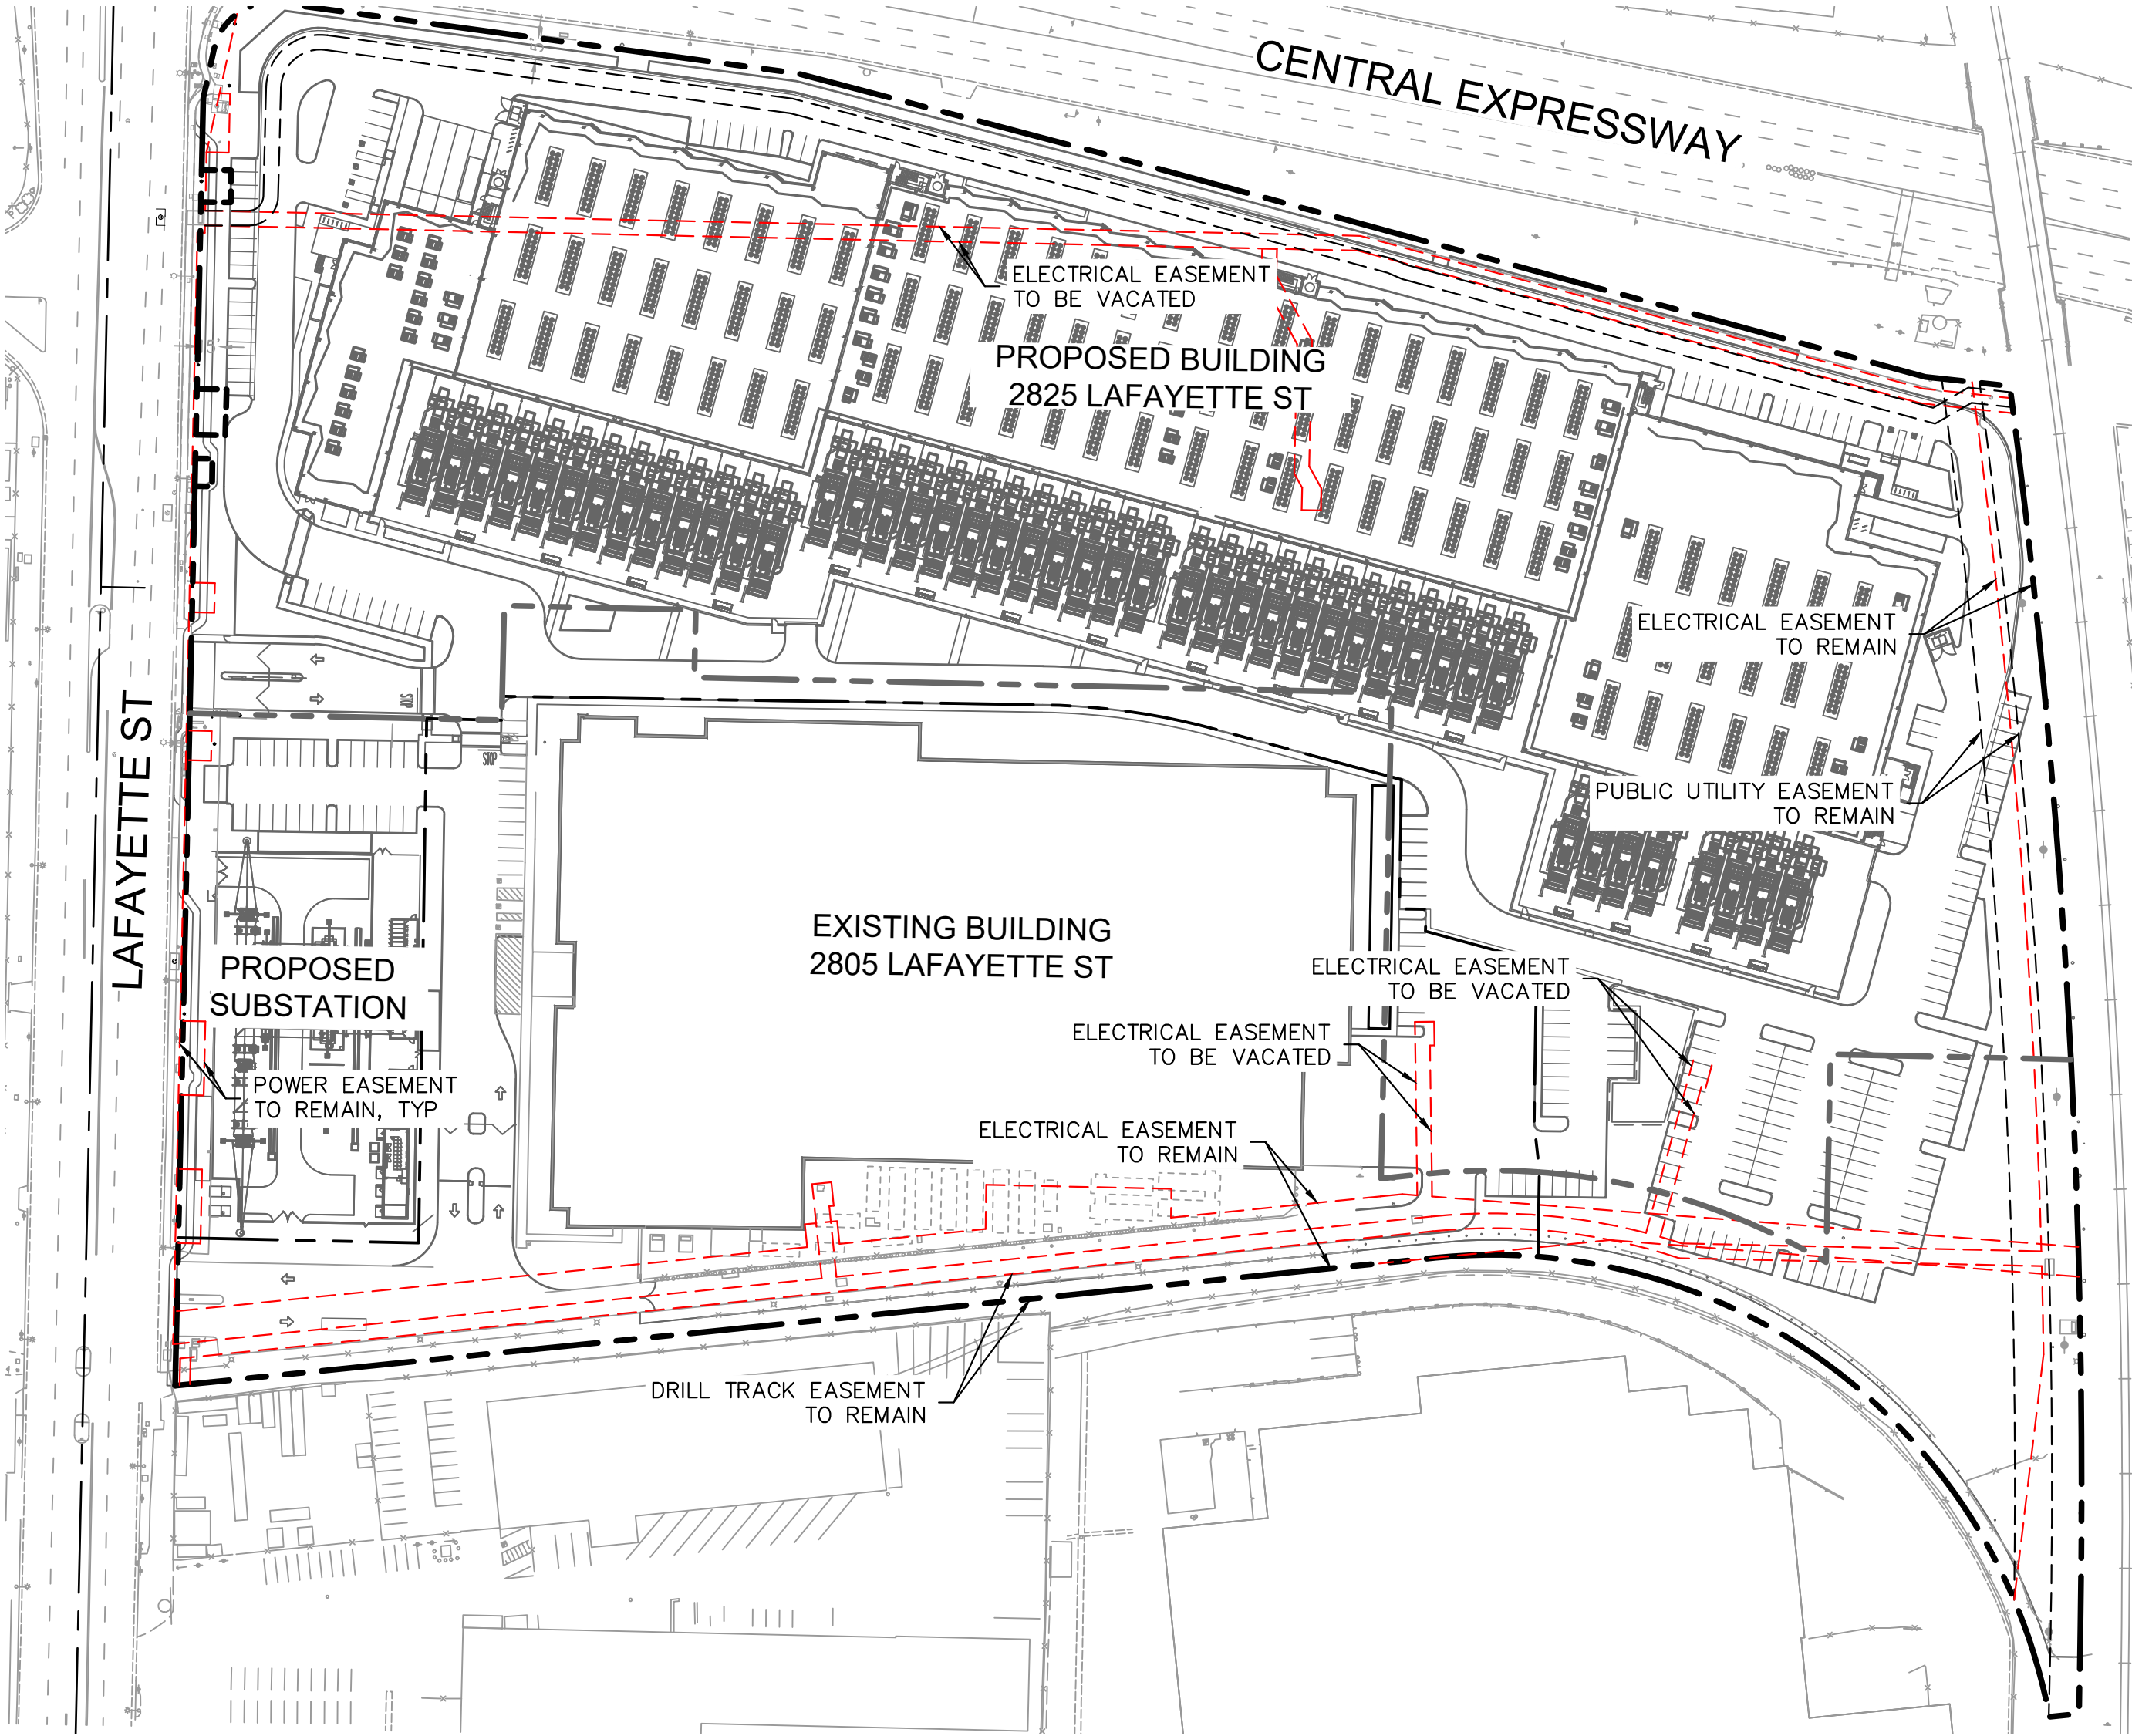 CENTRAL EXPRESSWAY
ELECTRICAL EASEMENT
TO BE VACATED
PROPOSED BUILDING
2825 LAFAYETTE ST
ELECTRICAL EASEMENT
TO REMAIN
LAFAYETTE ST
STOP
STOP
PUBLIC UTILITY EASEMENT
TO REMAIN
EXISTING BUILDING
2805 LAFAYETTE ST
PROPOSED
SUBSTATION
ELECTRICAL EASEMENT
TO BE VACATED
ELECTRICAL EASEMENT
TO BE VACATED
POWER EASEMENT
TO REMAIN, TYP
ELECTRICAL EASEMENT
TO REMAIN
DRILL TRACK EASEMENT
TO REMAIN